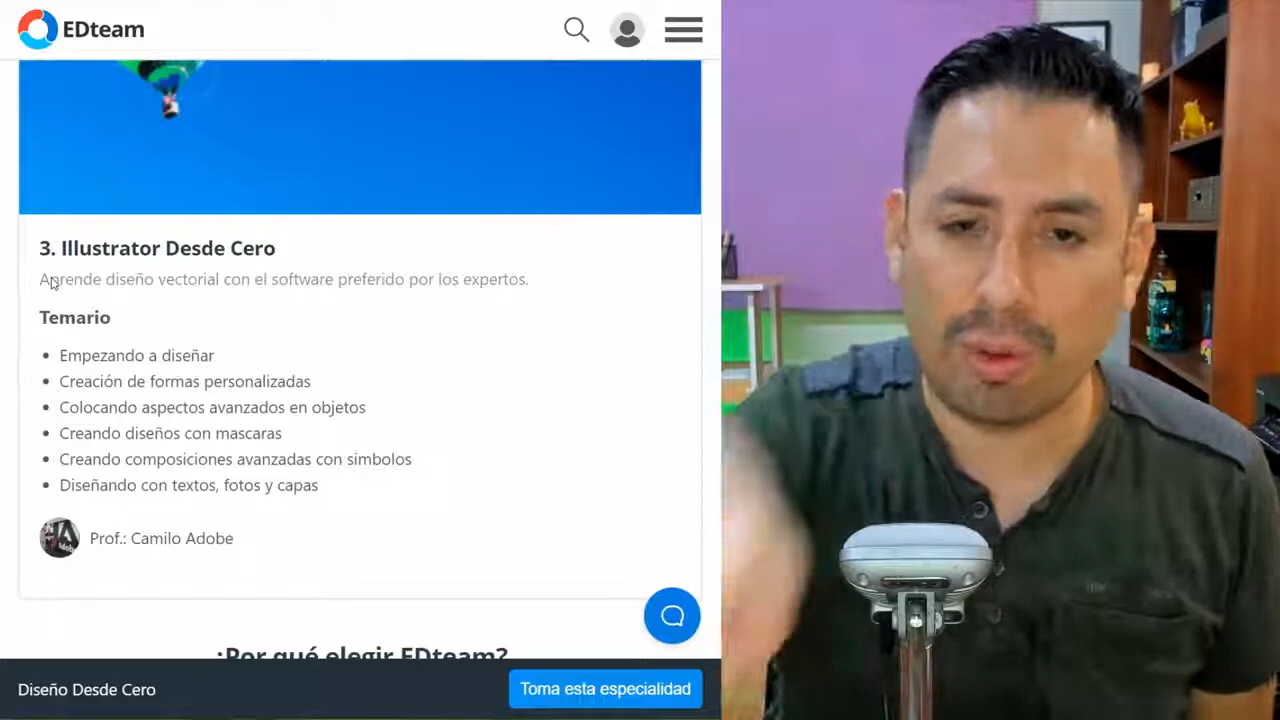 EDteam
3. Illustrator Desde Cero
Aprende diseño vectorial con el software preferido por los expertos.
Temario
Empezando a diseñar
Creación de formas personalizadas
Colocando aspectos avanzados en objetos
Creando diseños con mascaras
Creando composiciones avanzadas con simbolos
Diseñando con textos, fotos y capas
Prof.: Camilo Adobe
¿Por qué elegir EDteam?
Diseño Desde Cero
Toma esta especialidad